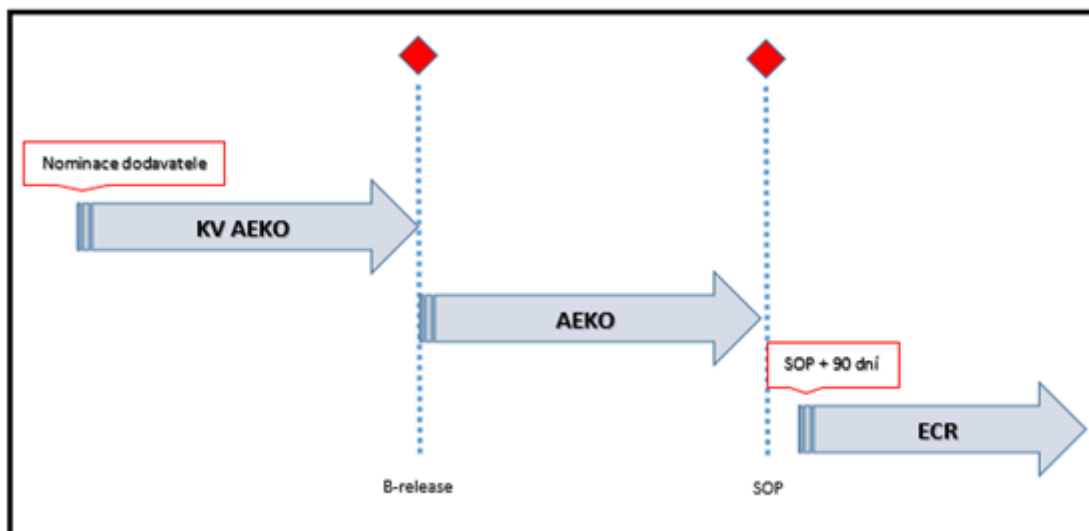 Nominace dodavatele
KV AEKO
AEKO
SOP + 90 dní
ECR
B-release
SOP